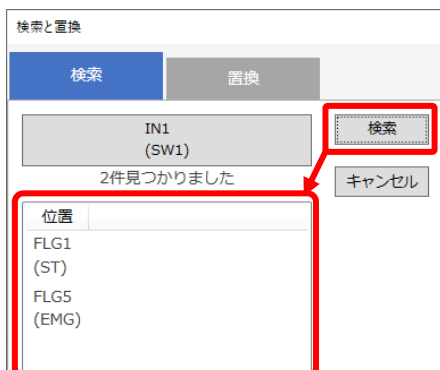 検索と置換
検索
置換
IN1
(SW1)
検索
2件見つかりました
キャンセル
位置
FLG1
(ST)
FLG5
(EMG)